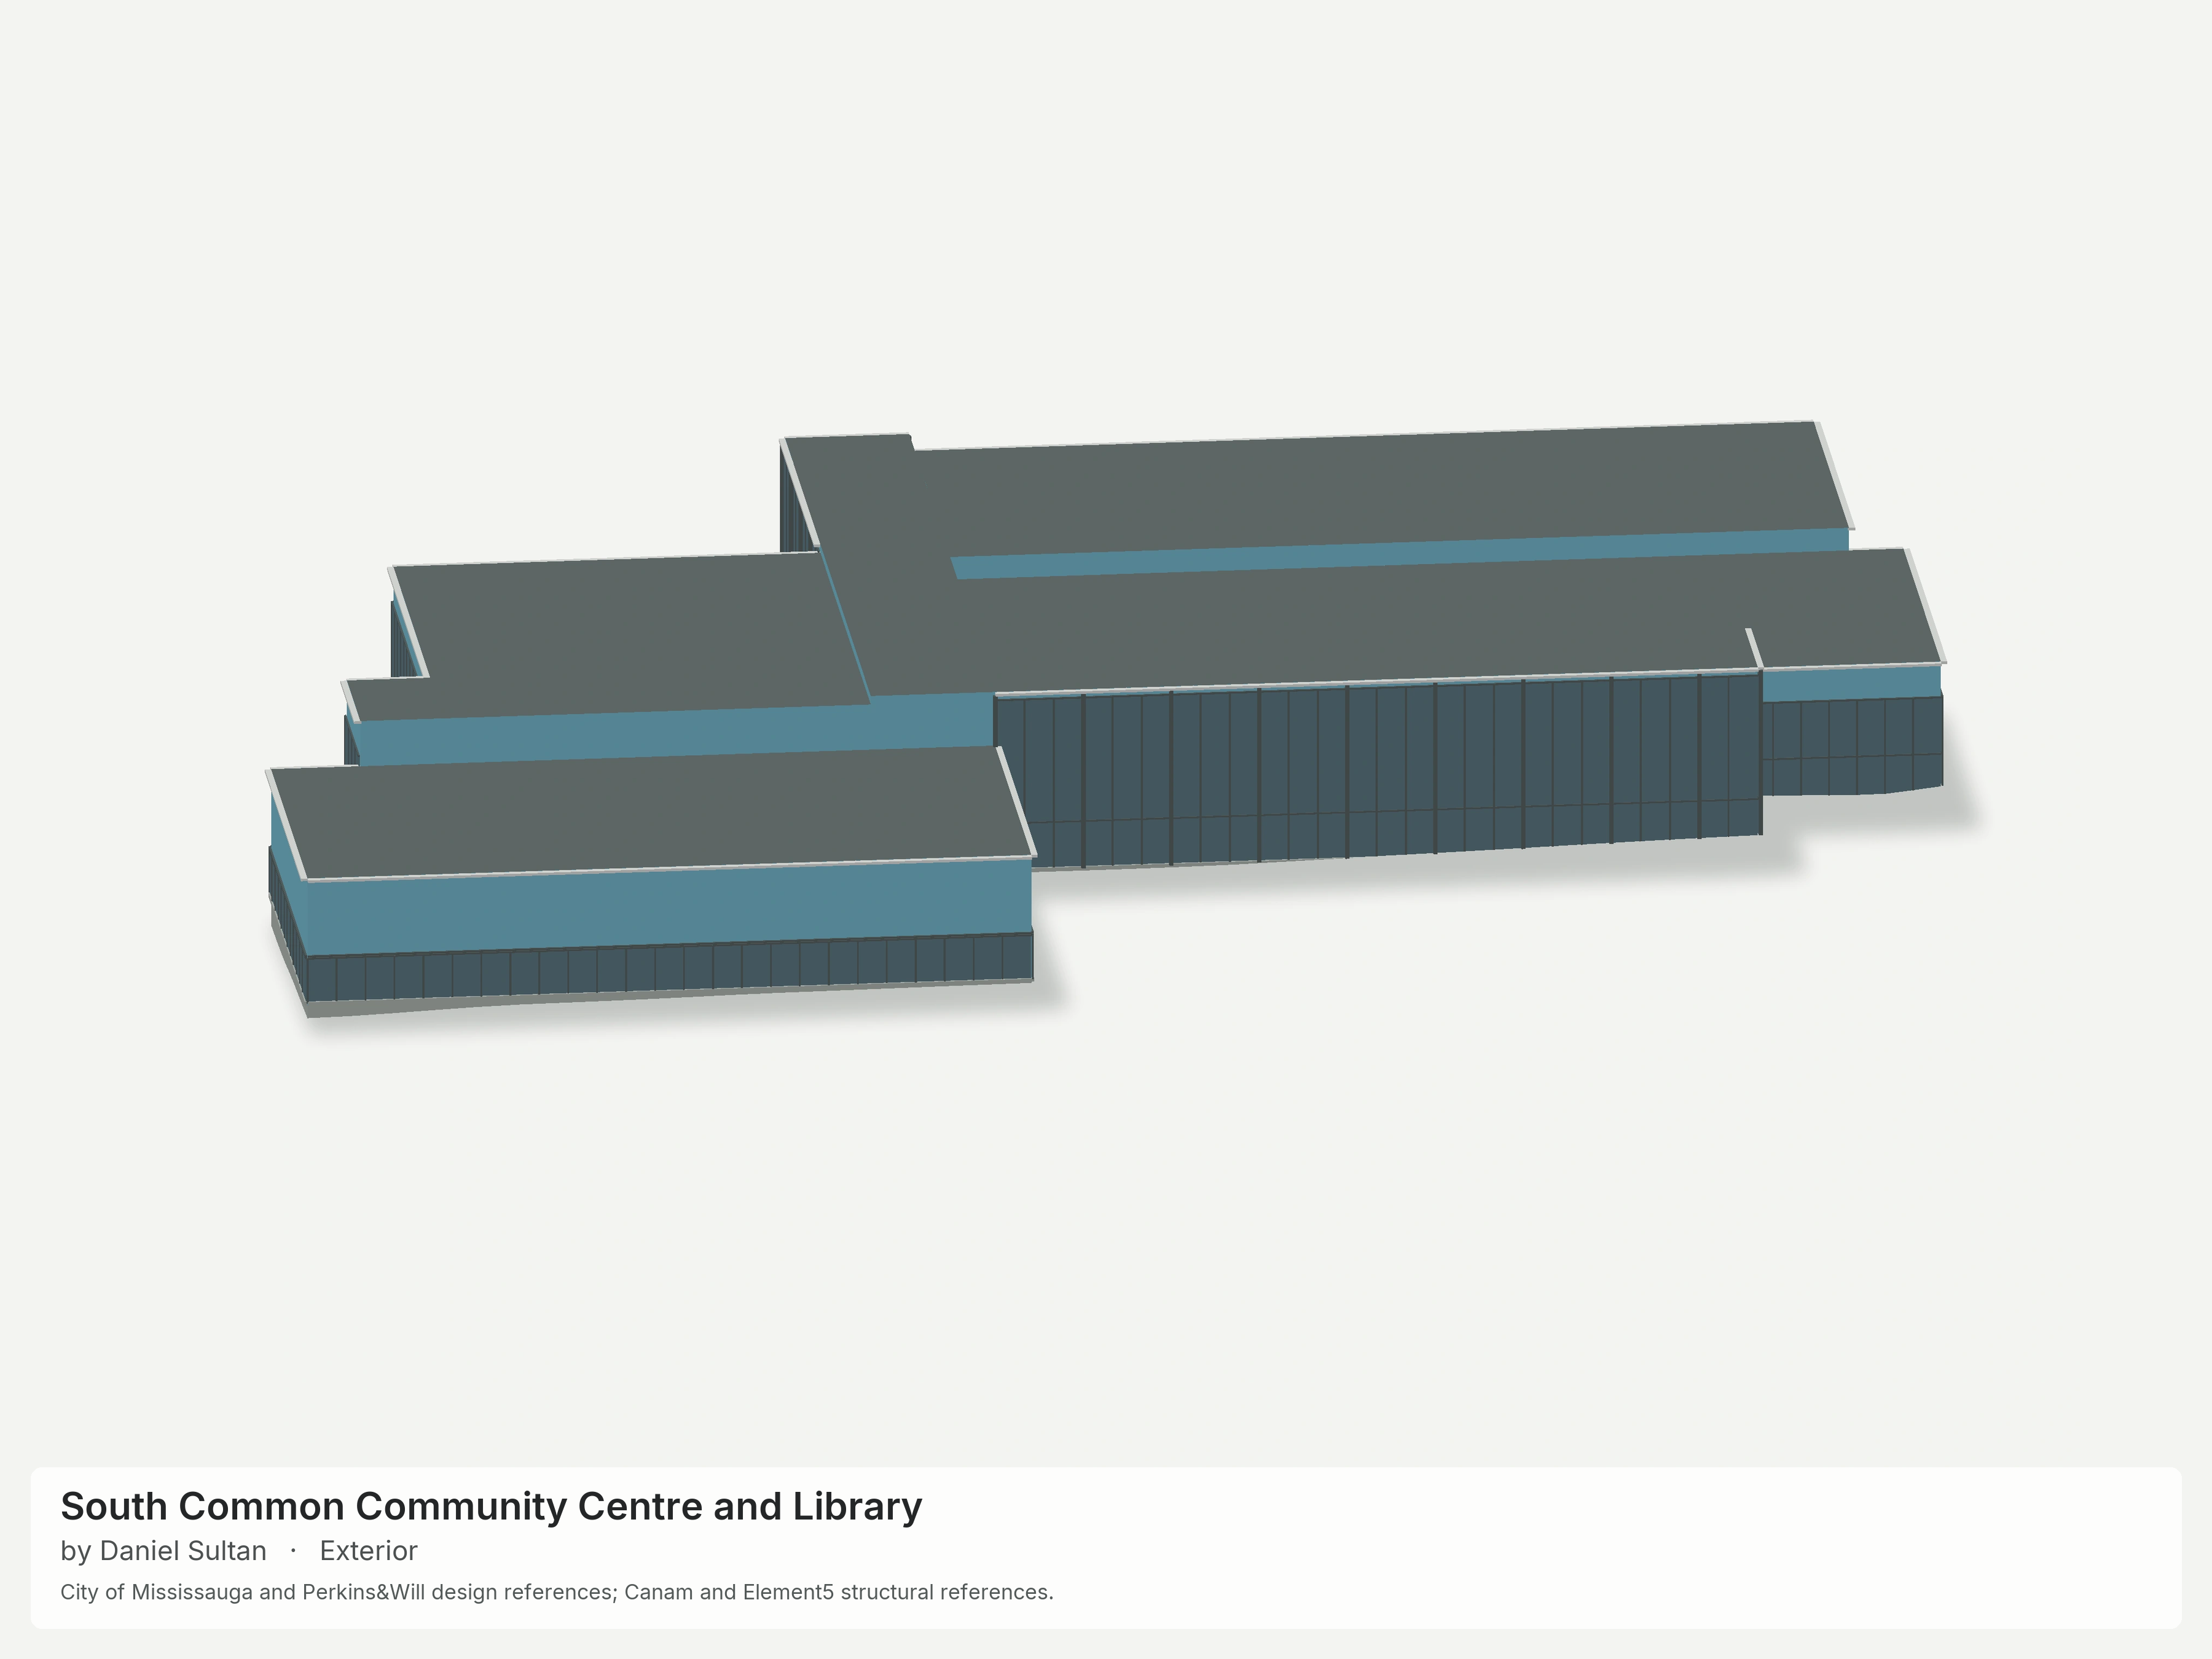 South Common Community Centre and Library
by Daniel Sultan · Exterior
City of Mississauga and Perkins&Will design references; Canam and Element5 structural references.